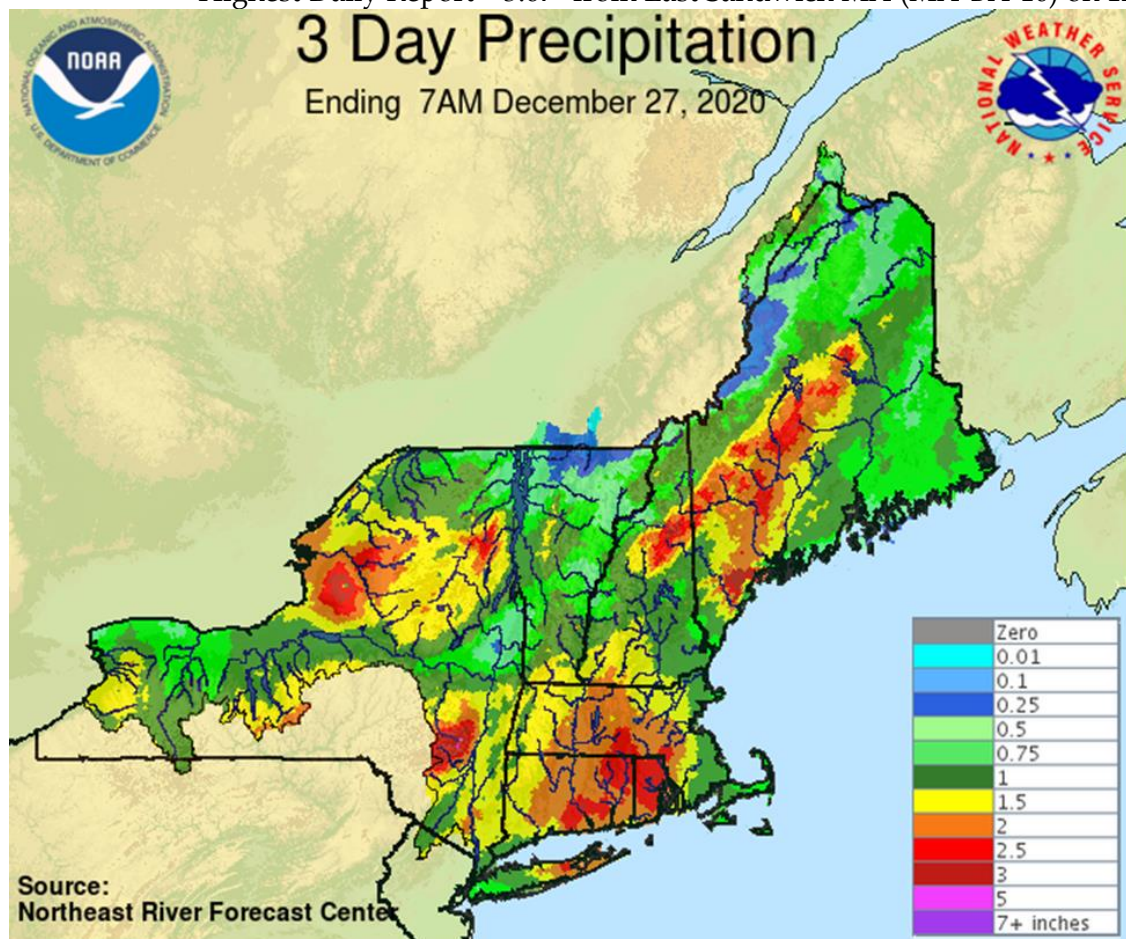 3 Day Precipitation
Ending 7AM December 27, 2020
NOAA
NATIONAL OCEANIC AND ATMOSPHERIC ADMINISTRATION
U.S. DEPARTMENT OF COMMERCE
NATIONAL WEATHER SERVICE
Zero
0.01
0.1
0.25
0.5
0.75
1
1.5
2
2.5
3
5
7+ inches
Source:
Northeast River Forecast Center